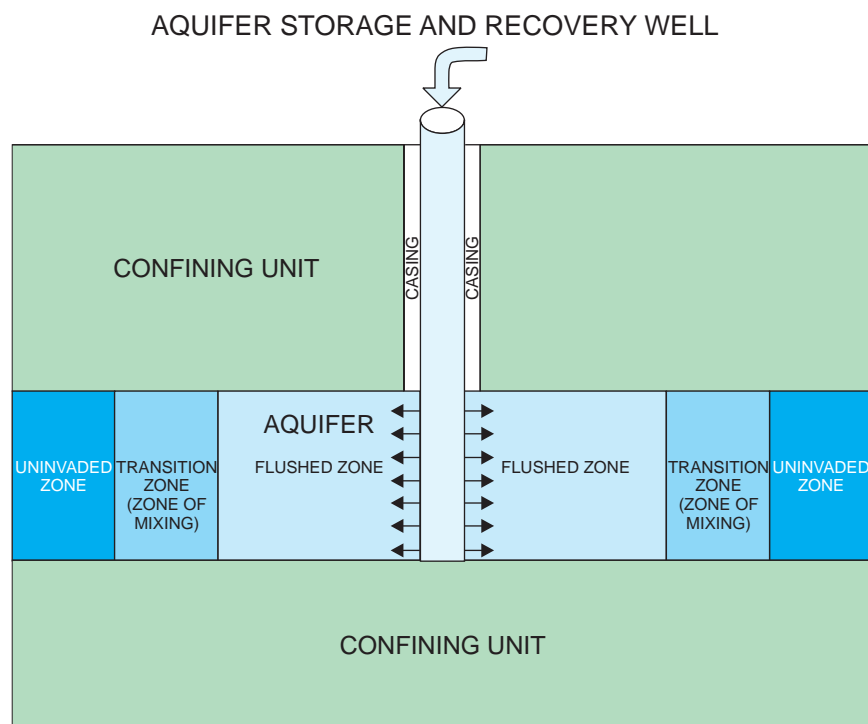 AQUIFER STORAGE AND RECOVERY WELL
CONFINING UNIT
CASING
CASING
AQUIFER
UNINVADED
ZONE
TRANSITION
ZONE
(ZONE OF
MIXING)
FLUSHED ZONE
FLUSHED ZONE
TRANSITION
ZONE
(ZONE OF
MIXING)
UNINVADED
ZONE
CONFINING UNIT